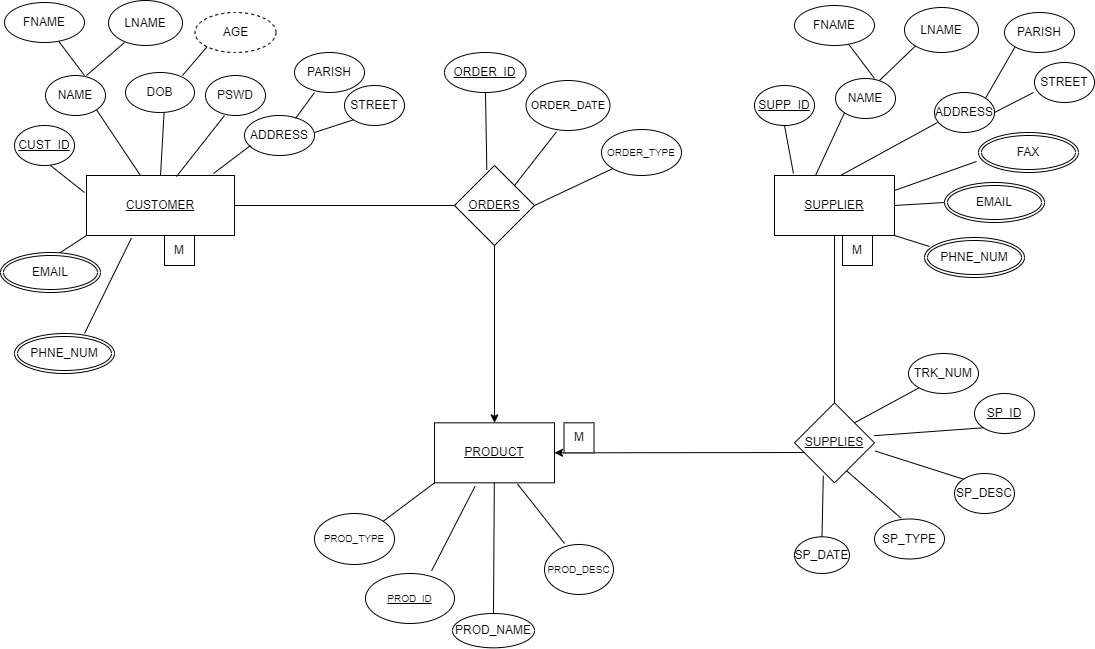 FNAME
LNAME
AGE
NAME
DOB
PSWD
PARISH
STREET
ADDRESS
CUST_ID
CUSTOMER
M
EMAIL
PHNE_NUM
ORDER_ID
ORDER_DATE
ORDER_TYPE
ORDERS
FNAME
LNAME
PARISH
STREET
SUPP_ID
NAME
ADDRESS
FAX
EMAIL
PHNE_NUM
SUPPLIER
M
TRK_NUM
SP_ID
SUPPLIES
SP_DESC
SP_TYPE
SP_DATE
M
PRODUCT
PROD_TYPE
PROD_ID
PROD_NAME
PROD_DESC